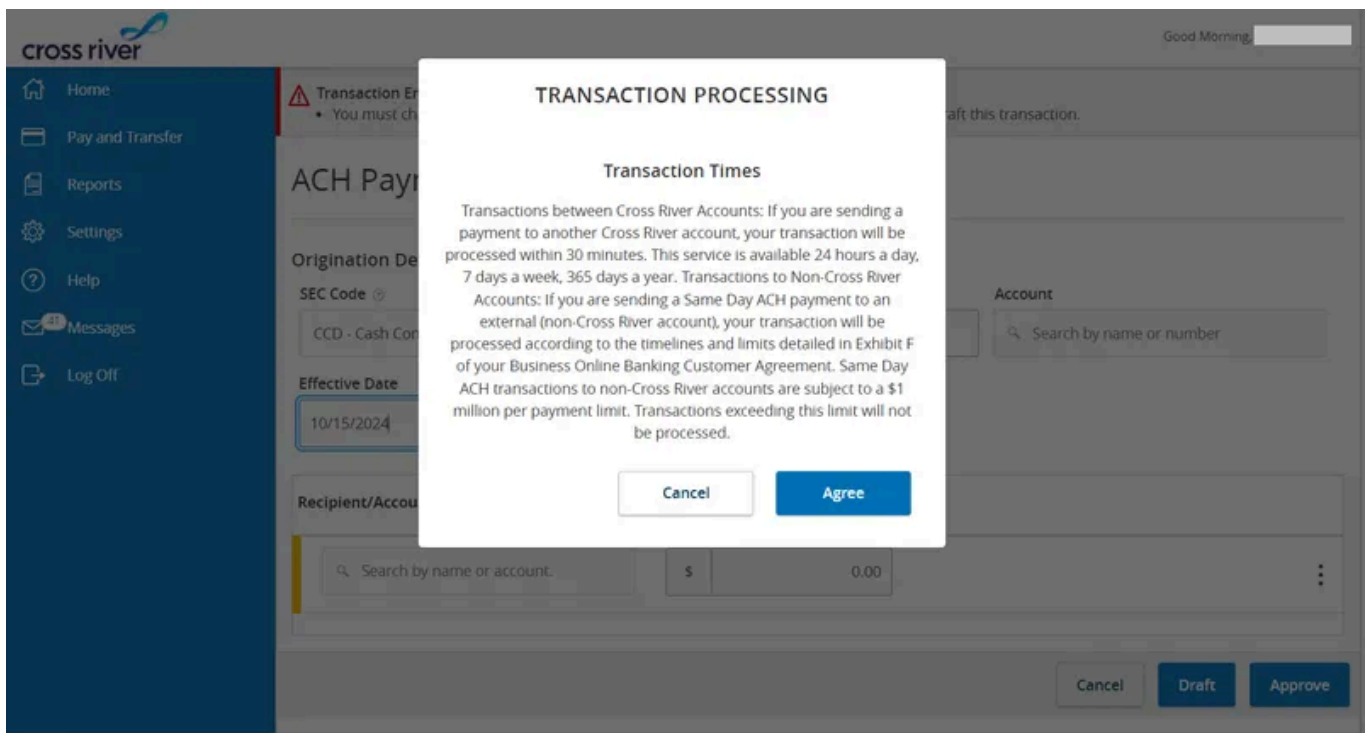 cross river
Good Morning,
Home
Pay and Transfer
Reports
Settings
Help
41
Messages
Log Off
Transaction Er
• You must ch
aft this transaction.
ACH Payr
Origination De
SEC Code
CCD - Cash Con
Account
Search by name or number
Effective Date
10/15/2024
Recipient/Accou
Search by name or account.
$ 0.00
Cancel Draft Approve
TRANSACTION PROCESSING
Transaction Times
Transactions between Cross River Accounts: If you are sending a
payment to another Cross River account, your transaction will be
processed within 30 minutes. This service is available 24 hours a day,
7 days a week, 365 days a year. Transactions to Non-Cross River
Accounts: If you are sending a Same Day ACH payment to an
external (non-Cross River account), your transaction will be
processed according to the timelines and limits detailed in Exhibit F
of your Business Online Banking Customer Agreement. Same Day
ACH transactions to non-Cross River accounts are subject to a $1
million per payment limit. Transactions exceeding this limit will not
be processed.
Cancel Agree